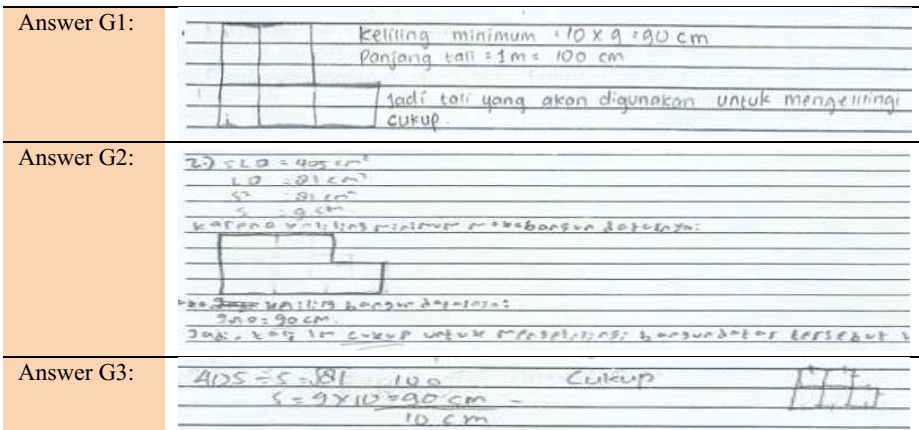 Answer G1:
Keliling minimum = 10 x 9 = 90 cm
Panjang tali = 1 m = 100 cm
Jadi tali yang akan digunakan untuk mengelilingi
cukup.
Answer G2:
2.) 5 L □ = 405 cm²
L □ = 81 cm²
s² = 81 cm²
s = 9 cm
Karena keliling minimum maka bangun datarnya:
keliling bangun datarnya:
9 x 10 = 90 cm.
Jadi, tali 1m cukup untuk mengelilingi bangun datar tersebut
Answer G3:
405 ÷ 5 = √81 100 Cukup
S = 9 x 10 = 90 cm -
10 cm